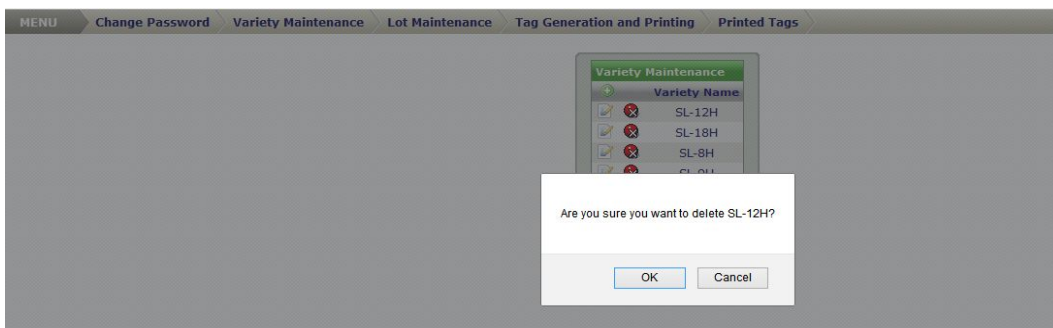 MENU Change Password Variety Maintenance Lot Maintenance Tag Generation and Printing Printed Tags
Variety Maintenance
Variety Name
SL-12H
SL-18H
SL-8H
Are you sure you want to delete SL-12H?
OK Cancel